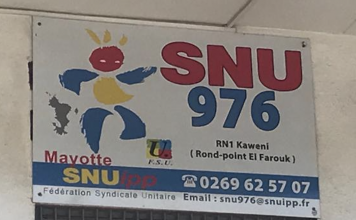 SNU
976
RN1 Kaweni
( Rond-point El Farouk )
F.S.U.
Mayotte
SNUipp
☎ 0269 62 57 07
Fédération Syndicale Unitaire
Email : snu976@snuipp.fr